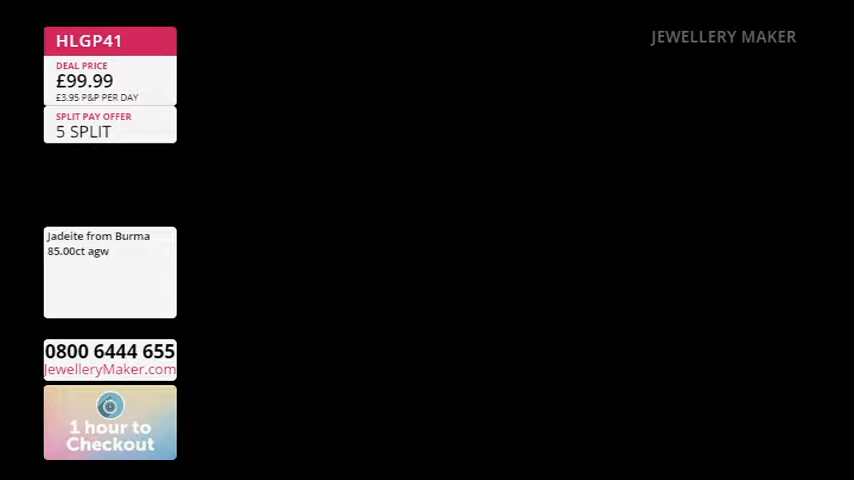 HLGP41
JEWELLERY MAKER
DEAL PRICE
£99.99
£3.95 P&P PER DAY
SPLIT PAY OFFER
5 SPLIT
Jadeite from Burma
85.00ct agw
0800 6444 655
JewelleryMaker.com
1 hour to
Checkout